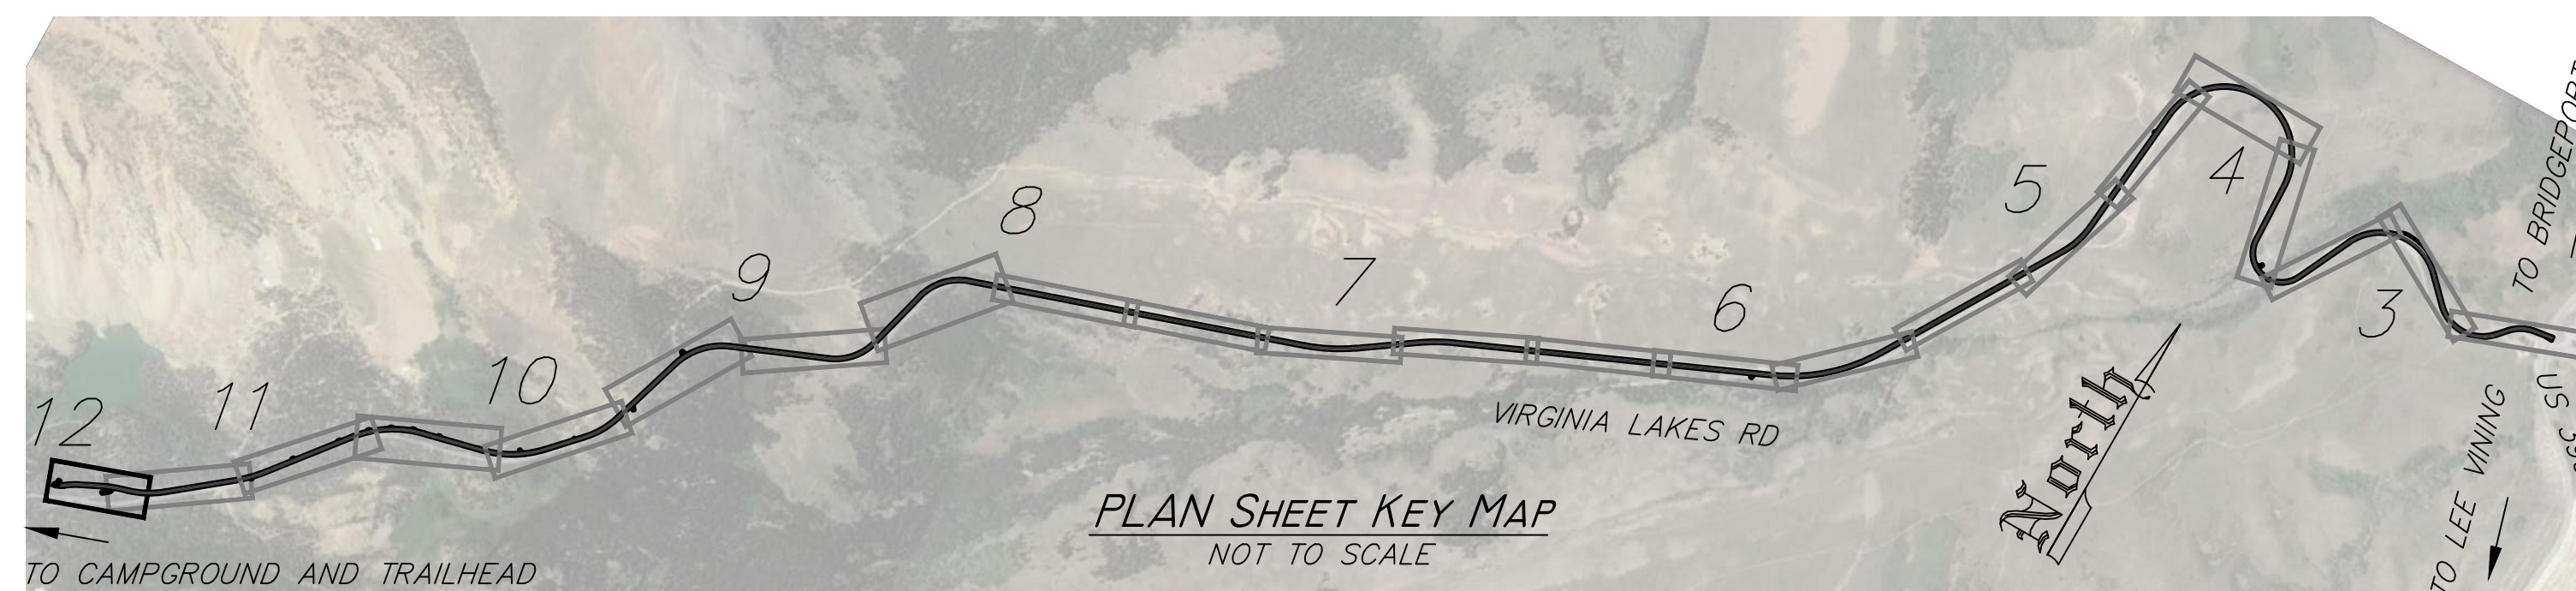 8
4
5
9
7
6
3
10
11
12
VIRGINIA LAKES RD
North
TO BRIDGEPORT
TO LEE VINING
US
PLAN SHEET KEY MAP
NOT TO SCALE
TO CAMPGROUND AND TRAILHEAD